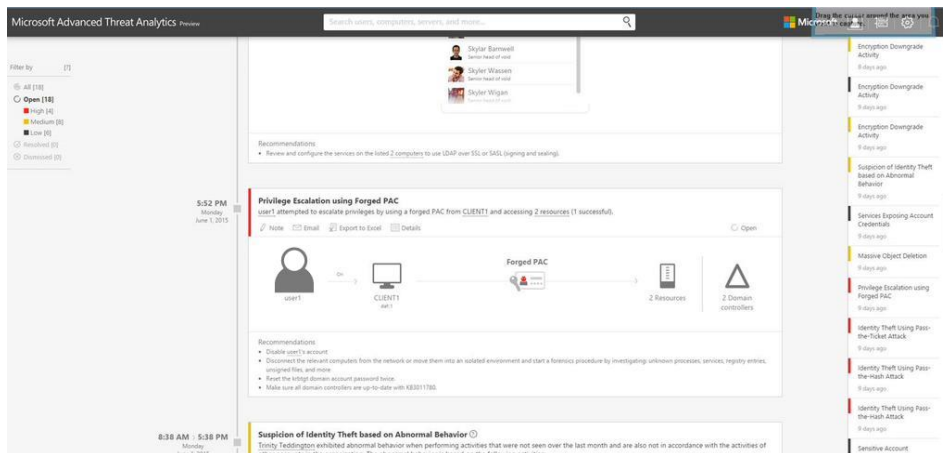 Microsoft Advanced Threat Analytics Preview
Search users, computers, servers, and more...
Drag the cursor around the area you
Filter by [?]
All [18]
Open [18]
High [4]
Medium [8]
Low [6]
Resolved [0]
Dismissed [0]
Skylar Bamwell
Senior head of void
Skyler Wassen
Senior head of void
Skyler Wigan
Recommendations
• Review and configure the services on the listed 2 computers to use LDAP over SSL or SASL (signing and sealing).
5:52 PM
Monday
June 1, 2015
Privilege Escalation using Forged PAC
user1 attempted to escalate privileges by using a forged PAC from CLIENT1 and accessing 2 resources (1 successful).
Note Email Export to Excel Details Open
user1
On
CLIENT1
Forged PAC
2 Resources
2 Domain
controllers
Recommendations
• Disable user1's account
• Disconnect the relevant computers from the network or move them into an isolated environment and start a forensics procedure by investigating unknown processes, services, registry entries,
unsigned files, and more
• Reset the krbtgt domain account password twice.
• Make sure all domain controllers are up-to-date with KB3011780.
8:38 AM 5:38 PM
Monday
Suspicion of Identity Theft based on Abnormal Behavior
Trinity Teddington exhibited abnormal behavior when performing activities that were not seen over the last month and are also not in accordance with the activities of
Encryption Downgrade
Activity
8 days ago
Encryption Downgrade
Activity
9 days ago
Encryption Downgrade
Activity
9 days ago
Suspicion of Identity Theft
based on Abnormal
Behavior
9 days ago
Services Exposing Account
Credentials
9 days ago
Massive Object Deletion
9 days ago
Privilege Escalation using
Forged PAC
9 days ago
Identity Theft Using Pass-
the-Ticket Attack
9 days ago
Identity Theft Using Pass-
the-Hash Attack
9 days ago
Identity Theft Using Pass-
the-Hash Attack
9 days ago
Sensitive Account